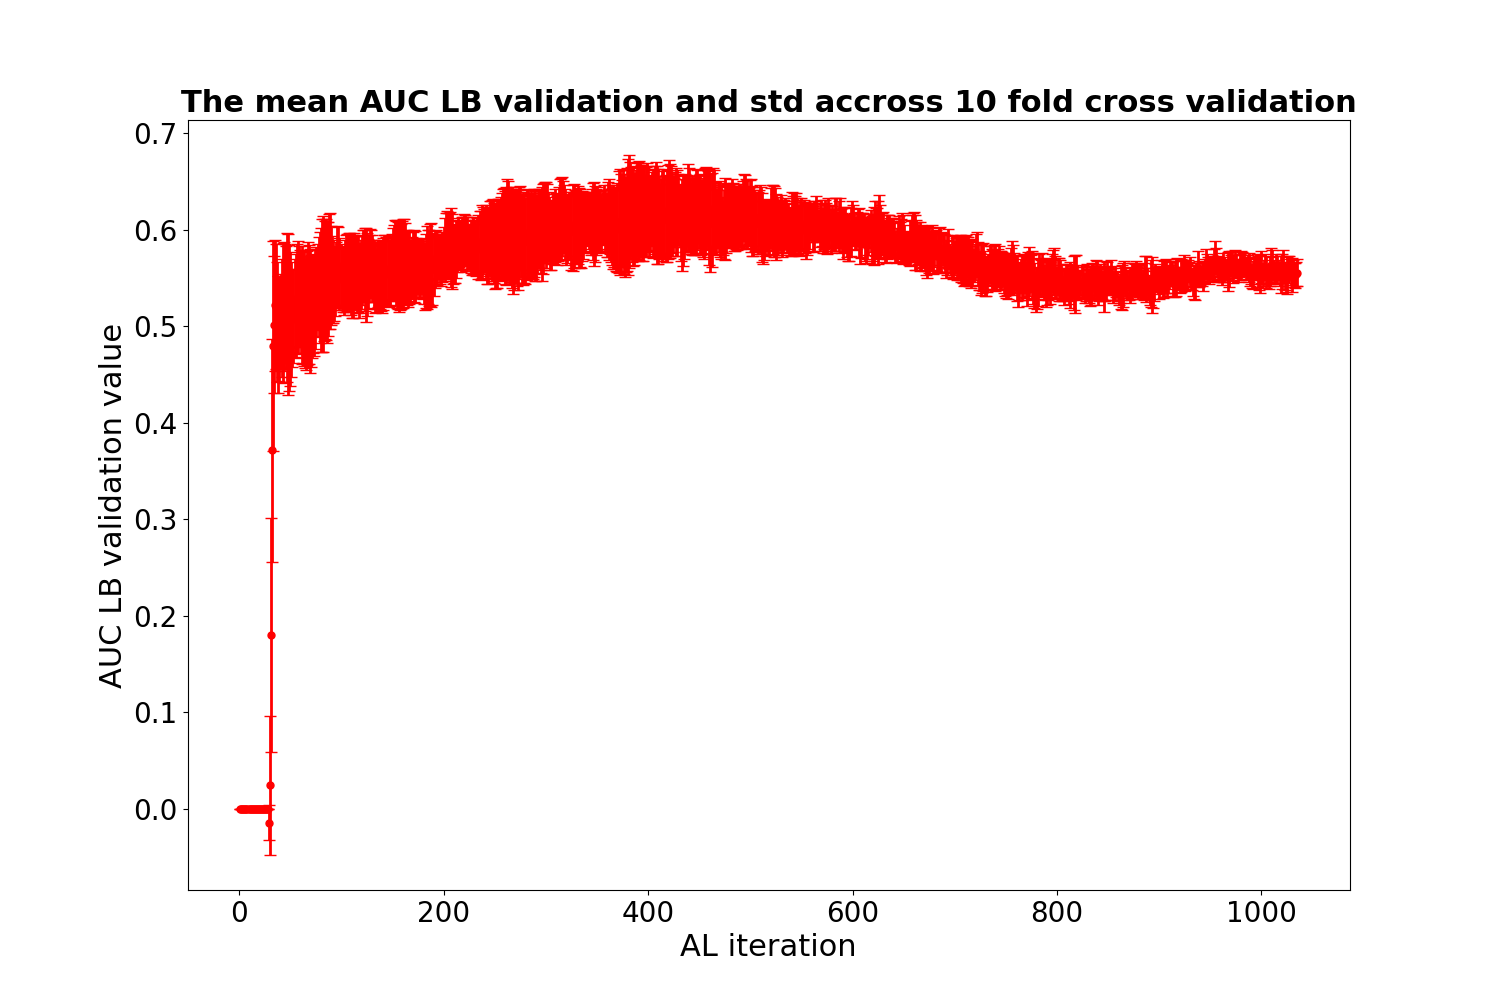 The mean AUC LB validation and std accross 10 fold cross validation
0.7
0.6
0.5
0.4
0.3
0.2
0.1
0.0
AUC LB validation value
0 200 400 600 800 1000
AL iteration